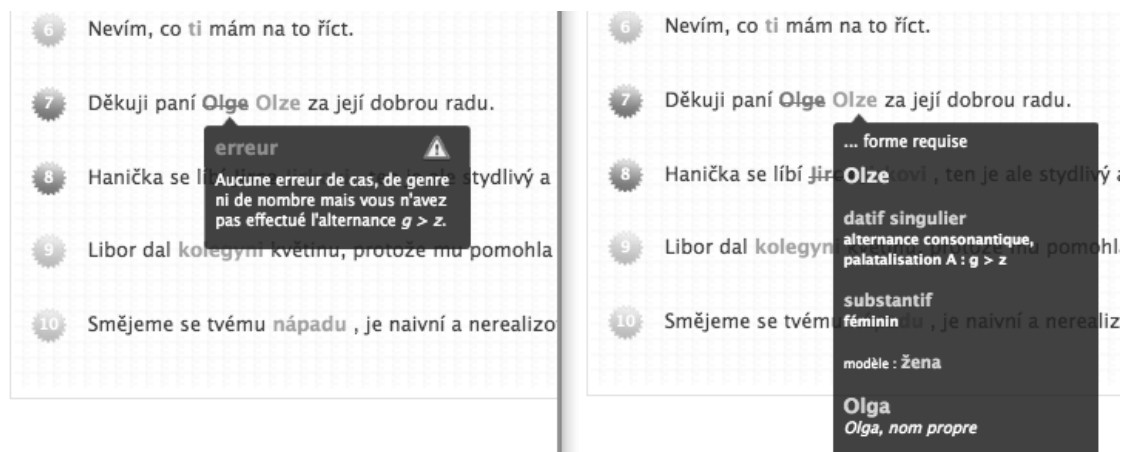 6 Nevím, co ti mám na to říct.
7 Děkuji paní Olge Olze za její dobrou radu.
erreur
Aucune erreur de cas, de genre
ni de nombre mais vous n'avez
pas effectué l'alternance g > z.
8 Hanička se líbí stydlivý a
9 Libor dal kolegyni květinu, protože mu pomohla
10 Smějeme se tvému nápadu , je naivní a nerealizo
6 Nevím, co ti mám na to říct.
7 Děkuji paní Olge Olze za její dobrou radu.
... forme requise
Olze
datif singulier
alternance consonantique,
palatalisation A : g > z
substantif
féminin
modèle : žena
Olga
Olga, nom propre
8 Hanička se líbí kovi , ten je ale stydlivý a
9 Libor dal kolegyni mu pomohla
10 Smějeme se tvému , je naivní a nerealiz